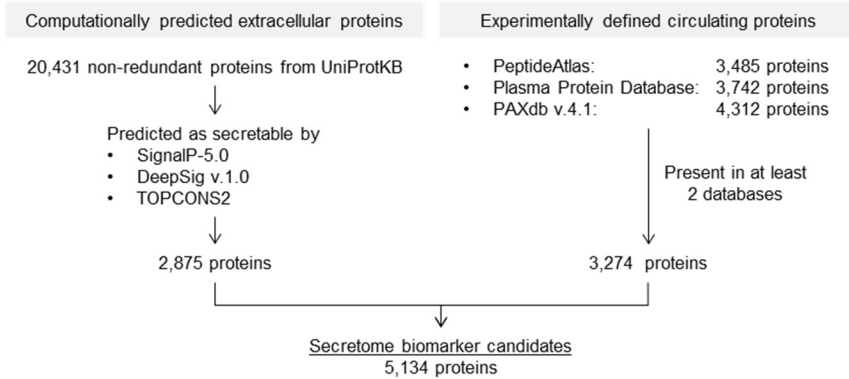 Computationally predicted extracellular proteins
20,431 non-redundant proteins from UniProtKB
Predicted as secretable by
• SignalP-5.0
• DeepSig v.1.0
• TOPCONS2
2,875 proteins
Experimentally defined circulating proteins
• PeptideAtlas: 3,485 proteins
• Plasma Protein Database: 3,742 proteins
• PAXdb v.4.1: 4,312 proteins
Present in at least
2 databases
3,274 proteins
Secretome biomarker candidates
5,134 proteins